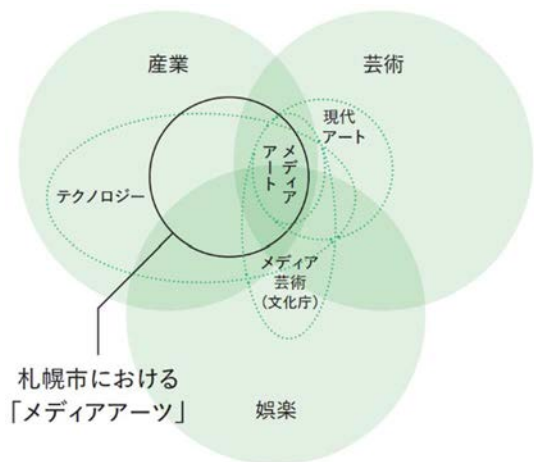 産業
芸術
現代
アート
メディア
アート
テクノロジー
メディア
芸術
（文化庁）
札幌市における
「メディアアーツ」
娯楽